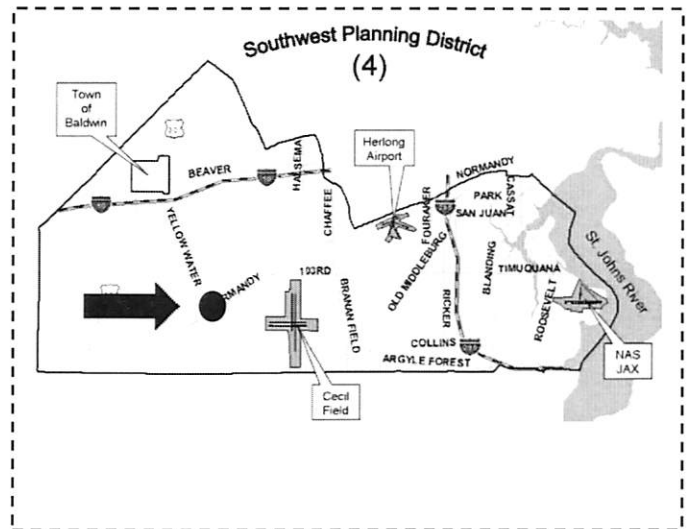 Southwest Planning District
(4)
Town
of
Baldwin
Herlong
Airport
BEAVER
HALSEMA
CHAFFEE
NORMANDY
CASSAT
PARK
SAN JUAN
FOURAKER
YELLOW WATER
OLD MIDDLEBURG
BLANDING
TIMUQUANA
St. Johns River
103RD
RMANDY
BRANAN FIELD
RICKER
ROOSEVELT
COLLINS
ARGYLE FOREST
NAS
JAX
Cecil
Field